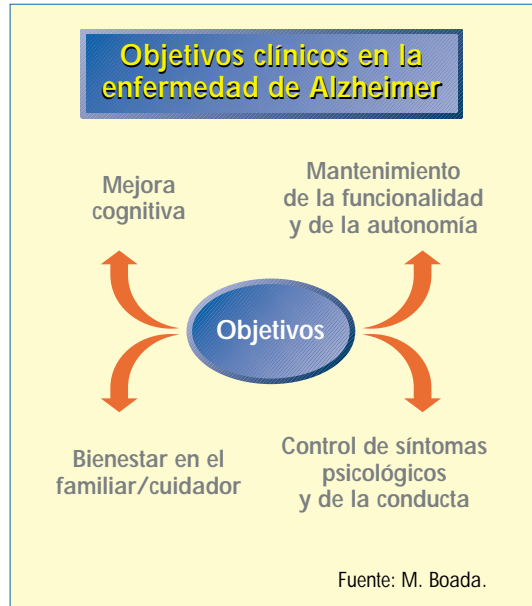 Objetivos clínicos en la
enfermedad de Alzheimer
Mejora
cognitiva
Mantenimiento
de la funcionalidad
y de la autonomía
Objetivos
Bienestar en el
familiar/cuidador
Control de síntomas
psicológicos
y de la conducta
Fuente: M. Boada.